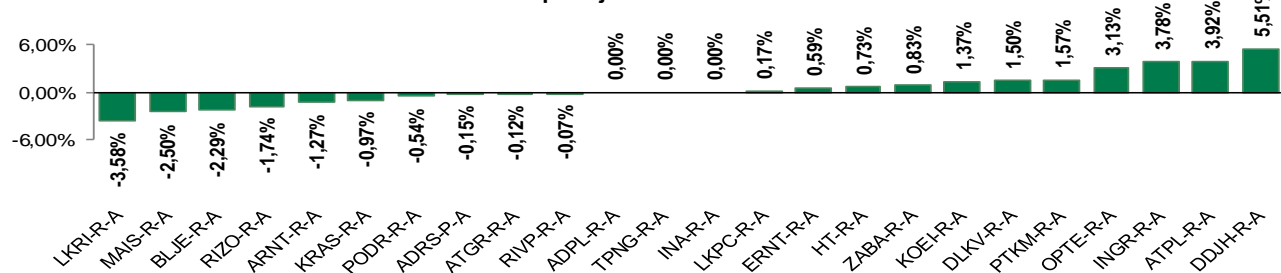 6,00%
0,00%
-6,00%
-3,58%
-2,50%
-2,29%
-1,74%
-1,27%
-0,97%
-0,54%
-0,15%
-0,12%
-0,07%
0,00%
0,00%
0,00%
0,17%
0,59%
0,73%
0,83%
1,37%
1,50%
1,57%
3,13%
3,78%
3,92%
5,51%
LKRI-R-A
MAIS-R-A
BLJE-R-A
RIZO-R-A
ARNT-R-A
KRAS-R-A
PODR-R-A
ADRS-P-A
ATGR-R-A
RIVP-R-A
ADPL-R-A
TPNG-R-A
INA-R-A
LKPC-R-A
ERNT-R-A
HT-R-A
ZABA-R-A
KOEI-R-A
DLKV-R-A
PTKM-R-A
OPTE-R-A
INGR-R-A
ATPL-R-A
DDJH-R-A